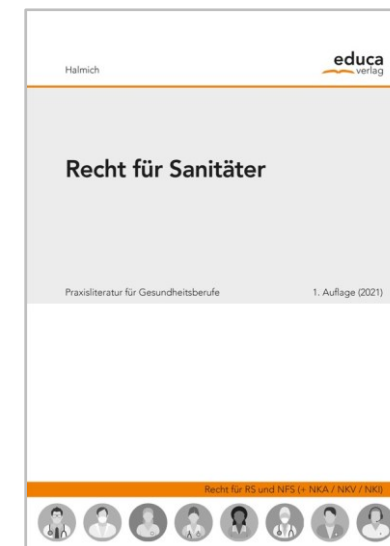 Halmich
educa
verlag
Recht für Sanitäter
Praxisliteratur für Gesundheitsberufe 1. Auflage (2021)
Recht für RS und NFS (+ NKA / NKV / NKI)